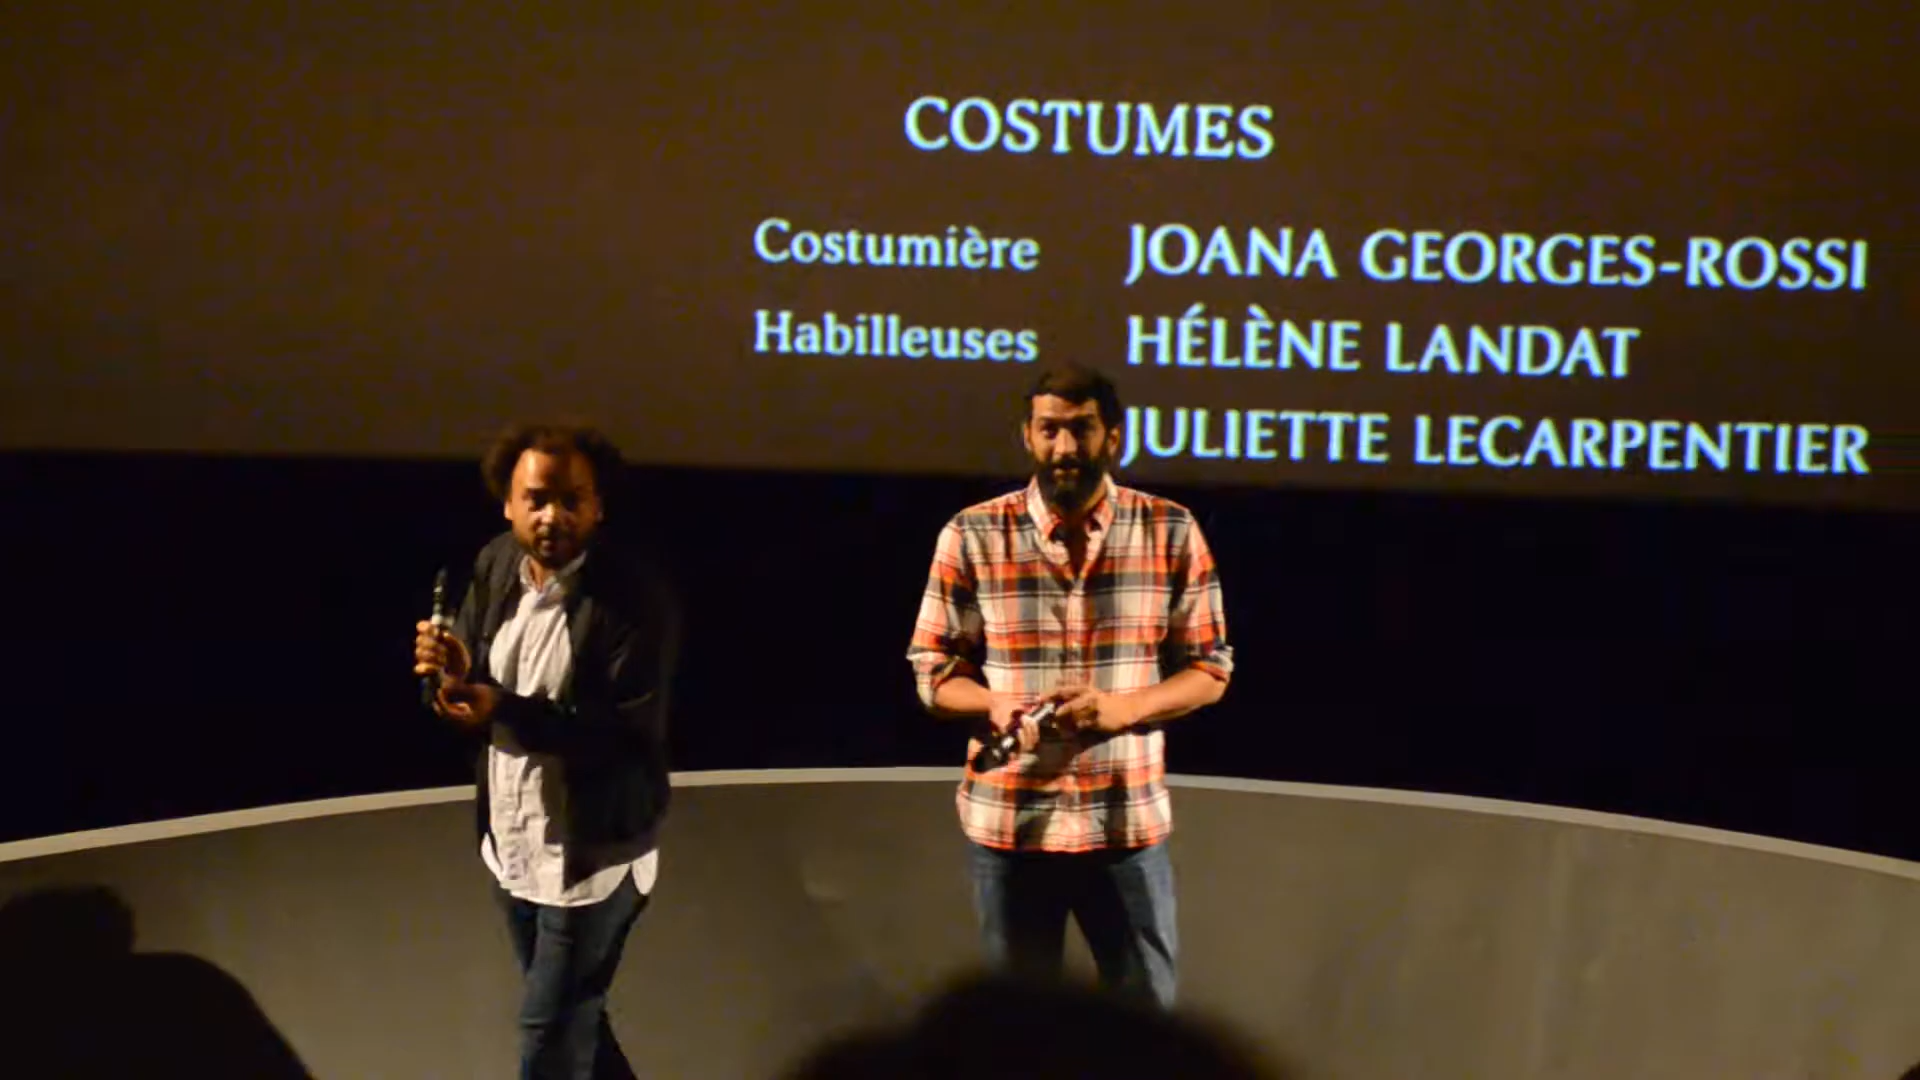 COSTUMES
Costumière JOANA GEORGES-ROSSI
Habilleuses HÉLÈNE LANDAT
JULIETTE LECARPENTIER